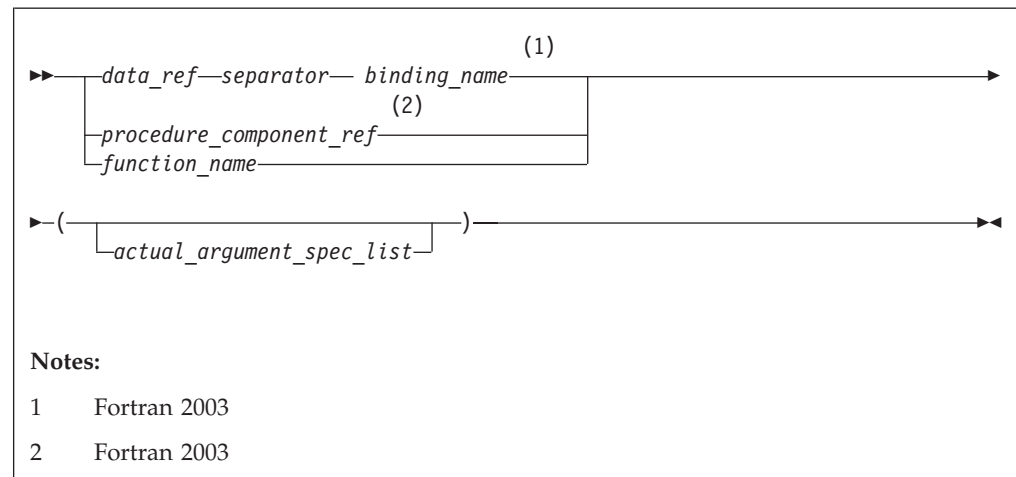 (1)
data_ref separator binding_name
(2)
procedure_component_ref
function_name
( )
actual_argument_spec_list
Notes:
1 Fortran 2003
2 Fortran 2003